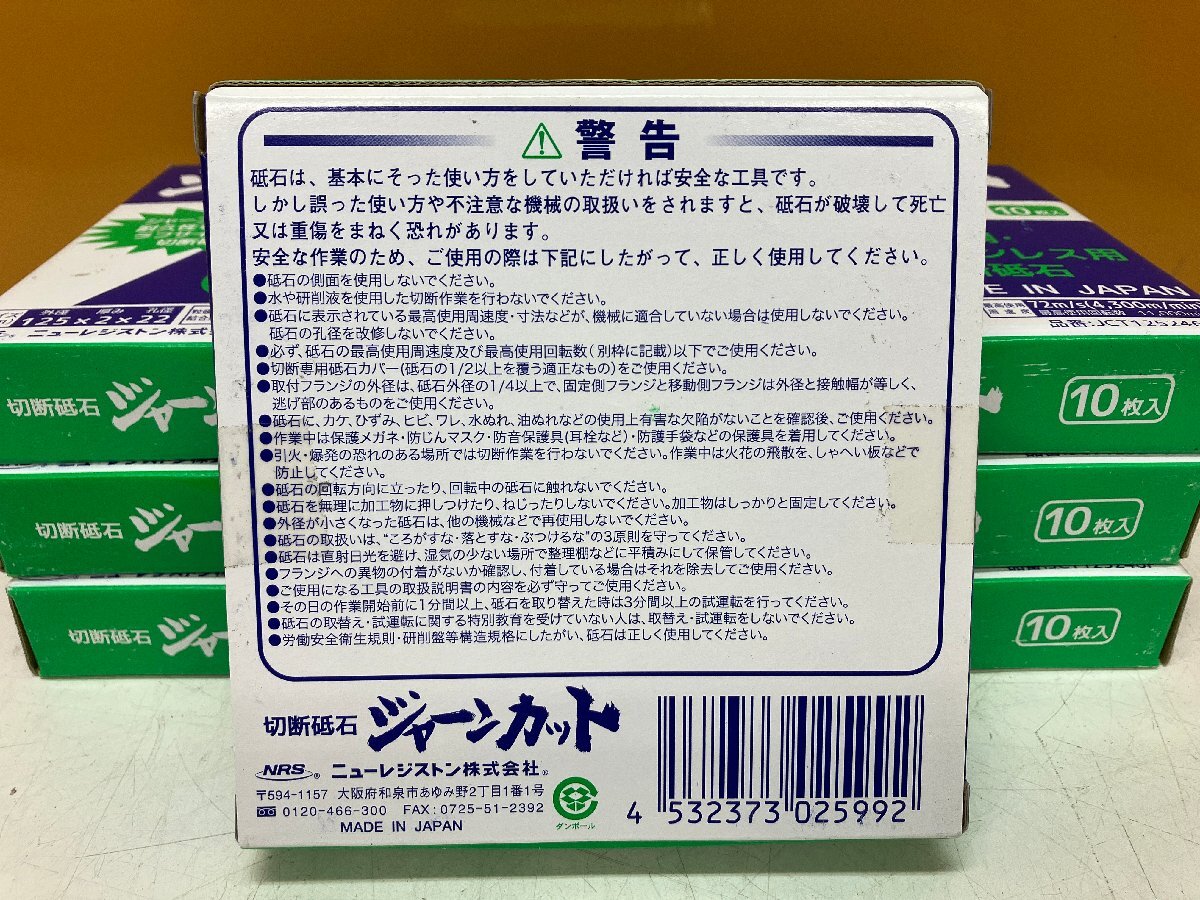 警告
砥石は、基本にそった使い方をしていただければ安全な工具です。
しかし誤った使い方や不注意な機械の取扱いをされますと、砥石が破壊して死亡
又は重傷をまねく恐れがあります。
安全な作業のため、ご使用の際は下記にしたがって、正しく使用してください。
●砥石の側面を使用しないでください。
●水や研削液を使用した切断作業を行わないでください。
●砥石に表示されている最高使用周速度・寸法などが、機械に適合していない場合は使用しないでください。
砥石の孔径を改修しないでください。
●必ず、砥石の最高使用周速度及び最高使用回転数(別枠に記載)以下でご使用ください。
●切断専用砥石カバー(砥石の1/2以上を覆う適正なもの)をご使用ください。
●取付フランジの外径は、砥石外径の1/4以上で、固定側フランジと移動側フランジは外径と接触幅が等しく、
逃げ部のあるものをご使用ください。
●砥石に、カケ、ひずみ、ヒビ、ワレ、水ぬれ、油ぬれなどの使用上有害な欠陥がないことを確認後、ご使用ください。
●作業中は保護メガネ・防じんマスク・防音保護具(耳栓など)・防護手袋などの保護具を着用してください。
●引火・爆発の恐れのある場所では切断作業を行わないでください。作業中は火花の飛散を、しゃへい板などで
防止してください。
●砥石の回転方向に立ったり、回転中の砥石に触れないでください。
●砥石を無理に加工物に押しつけたり、ねじったりしないでください。加工物はしっかりと固定してください。
●外径が小さくなった砥石は、他の機械などで再使用しないでください。
●砥石の取扱いは、“ころがすな・落とすな・ぶつけるな”の3原則を守ってください。
●砥石は直射日光を避け、湿気の少ない場所で整理棚などに平積みにして保管してください。
●フランジへの異物の付着がないか確認し、付着している場合はそれを除去してご使用ください。
●ご使用になる工具の取扱説明書の内容を必ず守ってご使用ください。
●その日の作業開始前に1分間以上、砥石を取り替えた時は3分間以上の試運転を行ってください。
●砥石の取替え・試運転に関する特別教育を受けていない人は、取替え・試運転をしないでください。
●労働安全衛生規則・研削盤等構造規格にしたがい、砥石は正しく使用してください。
切断砥石 ジャーンカット
NRS® ニューレジストン株式会社®
〒594-1157 大阪府和泉市あゆみ野2丁目1番1号
0120-466-300 FAX:0725-51-2392
MADE IN JAPAN
ダンボール
4 532373 025992
外径 厚み 孔径
125×3×22
ニューレジストン株式
10枚入
レス用
砥石
IN JAPAN
72m/s(4,300m/min
品番:JCT125246
切断砥石
10枚入
切断砥石
10枚入
切断砥石
10枚入